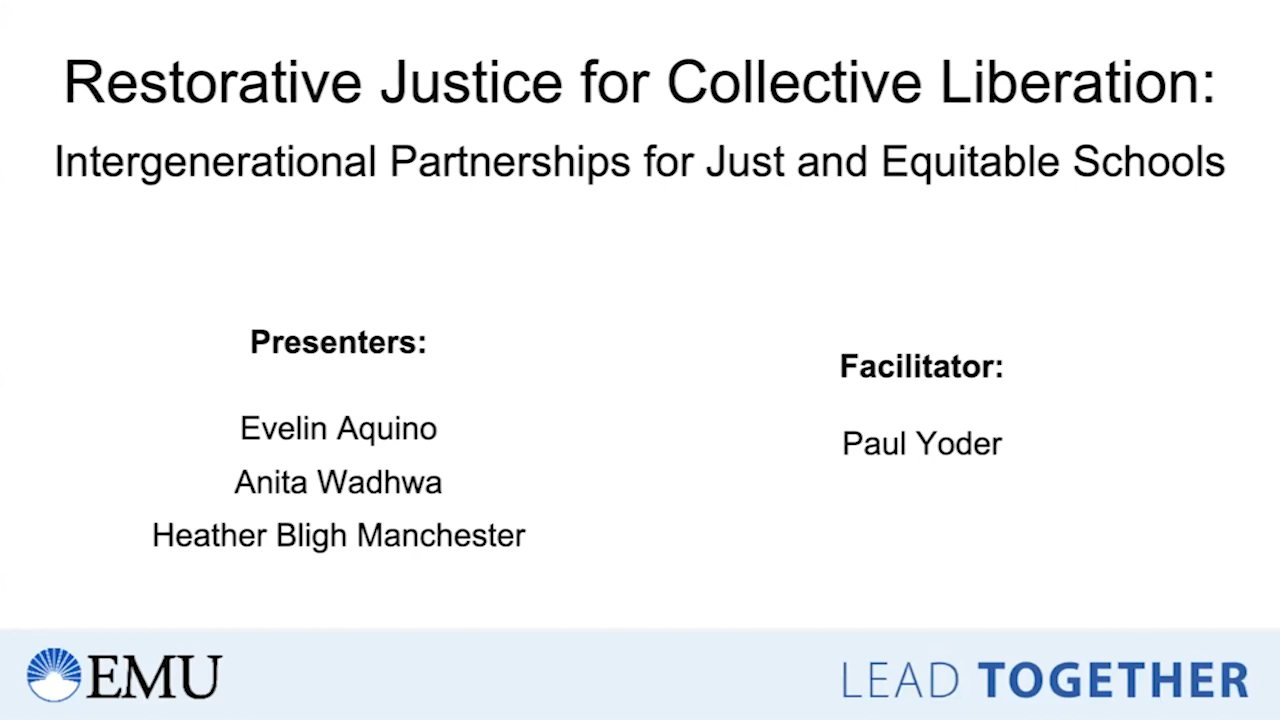 Restorative Justice for Collective Liberation:
Intergenerational Partnerships for Just and Equitable Schools
Presenters:
Evelin Aquino
Anita Wadhwa
Heather Bligh Manchester
Facilitator:
Paul Yoder
EMU
LEAD TOGETHER